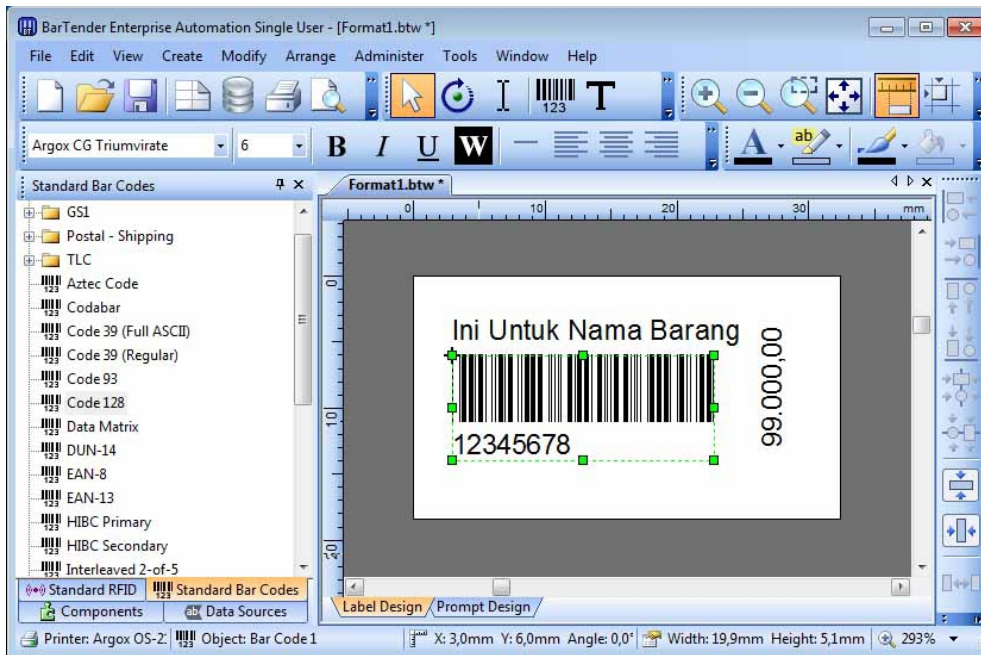 BarTender Enterprise Automation Single User - [Format1.btw *]
File Edit View Create Modify Arrange Administer Tools Window Help
123 T
Argox CG Triumvirate 6 B I U W A ab
Standard Bar Codes
GS1
Postal - Shipping
TLC
Aztec Code
Codabar
Code 39 (Full ASCII)
Code 39 (Regular)
Code 93
Code 128
Data Matrix
DUN-14
EAN-8
EAN-13
HIBC Primary
HIBC Secondary
Interleaved 2-of-5
Standard RFID Standard Bar Codes
Components Data Sources
Format1.btw *
0 10 20 30 mm
0
10
20
Ini Untuk Nama Barang
12345678
99.000,00
Label Design Prompt Design
Printer: Argox OS-2: Object: Bar Code 1 X: 3,0mm Y: 6,0mm Angle: 0,0° Width: 19,9mm Height: 5,1mm 293%